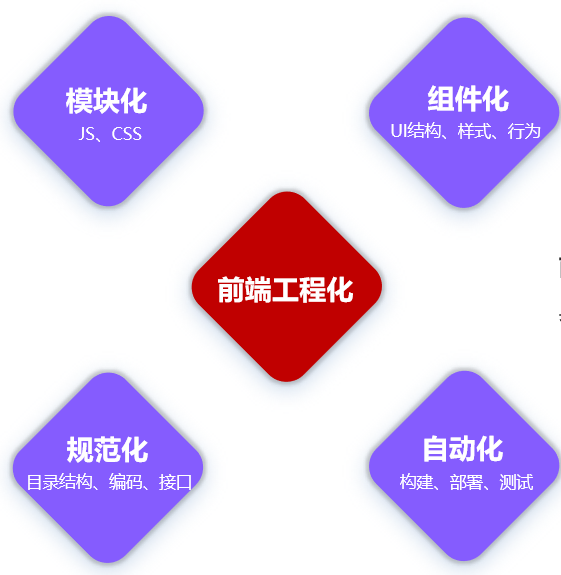 模块化
JS、CSS
组件化
UI结构、样式、行为
前端工程化
规范化
目录结构、编码、接口
自动化
构建、部署、测试